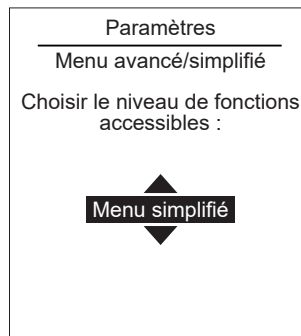 Paramètres
Menu avancé/simplifié
Choisir le niveau de fonctions
accessibles :
Menu simplifié